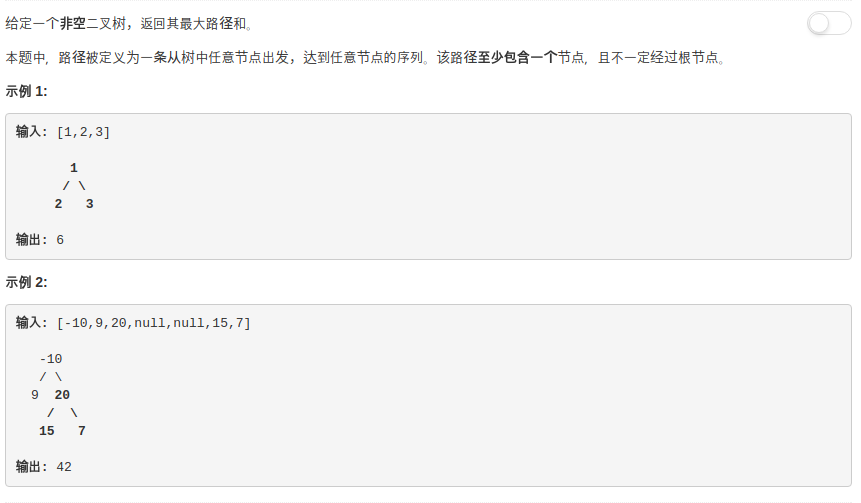 给定一个非空二叉树，返回其最大路径和。
本题中，路径被定义为一条从树中任意节点出发，达到任意节点的序列。该路径至少包含一个节点，且不一定经过根节点。
示例 1:
输入: [1,2,3]
1
/ \
2 3
输出: 6
示例 2:
输入: [-10,9,20,null,null,15,7]
-10
/ \
9 20
/ \
15 7
输出: 42